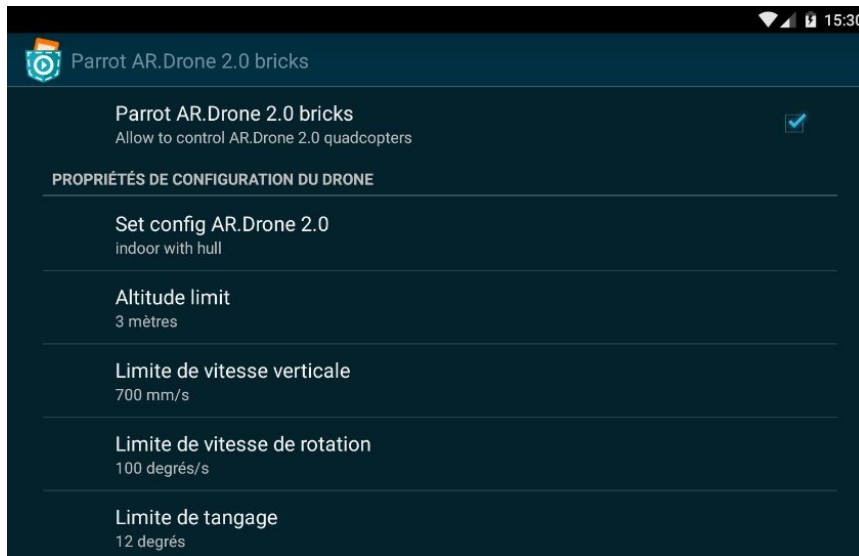 15:30
Parrot AR.Drone 2.0 bricks
Parrot AR.Drone 2.0 bricks
Allow to control AR.Drone 2.0 quadcopters
PROPRIÉTÉS DE CONFIGURATION DU DRONE
Set config AR.Drone 2.0
indoor with hull
Altitude limit
3 mètres
Limite de vitesse verticale
700 mm/s
Limite de vitesse de rotation
100 degrés/s
Limite de tangage
12 degrés